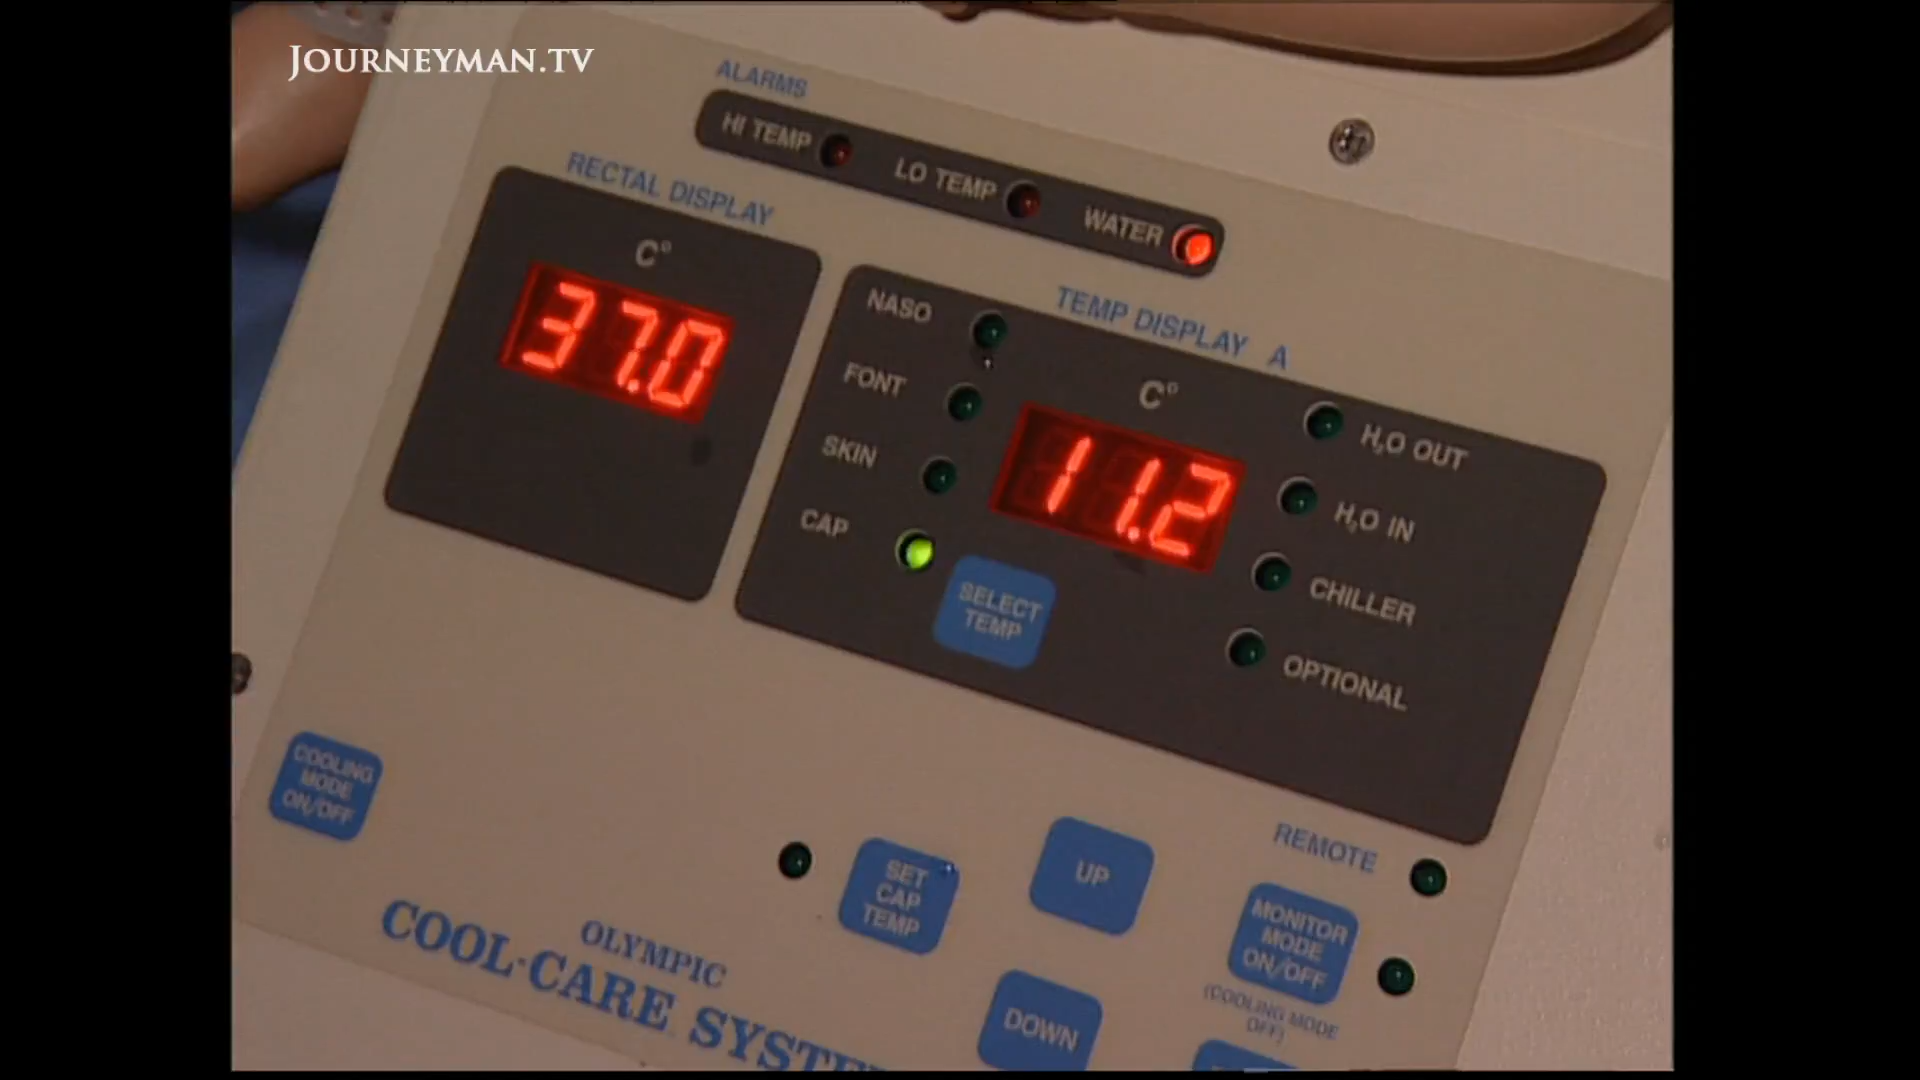 JOURNEYMAN.TV
ALARMS
HI TEMP
LO TEMP
WATER
RECTAL DISPLAY
C°
37.0
TEMP DISPLAY A
NASO
FONT
SKIN
CAP
C°
11.2
SELECT
TEMP
H₂O OUT
H₂O IN
CHILLER
OPTIONAL
COOLING
MODE
ON/OFF
SET
CAP
TEMP
UP
DOWN
REMOTE
MONITOR
MODE
ON/OFF
(COOLING MODE
OFF)
OLYMPIC
COOL-CARE SYSTE